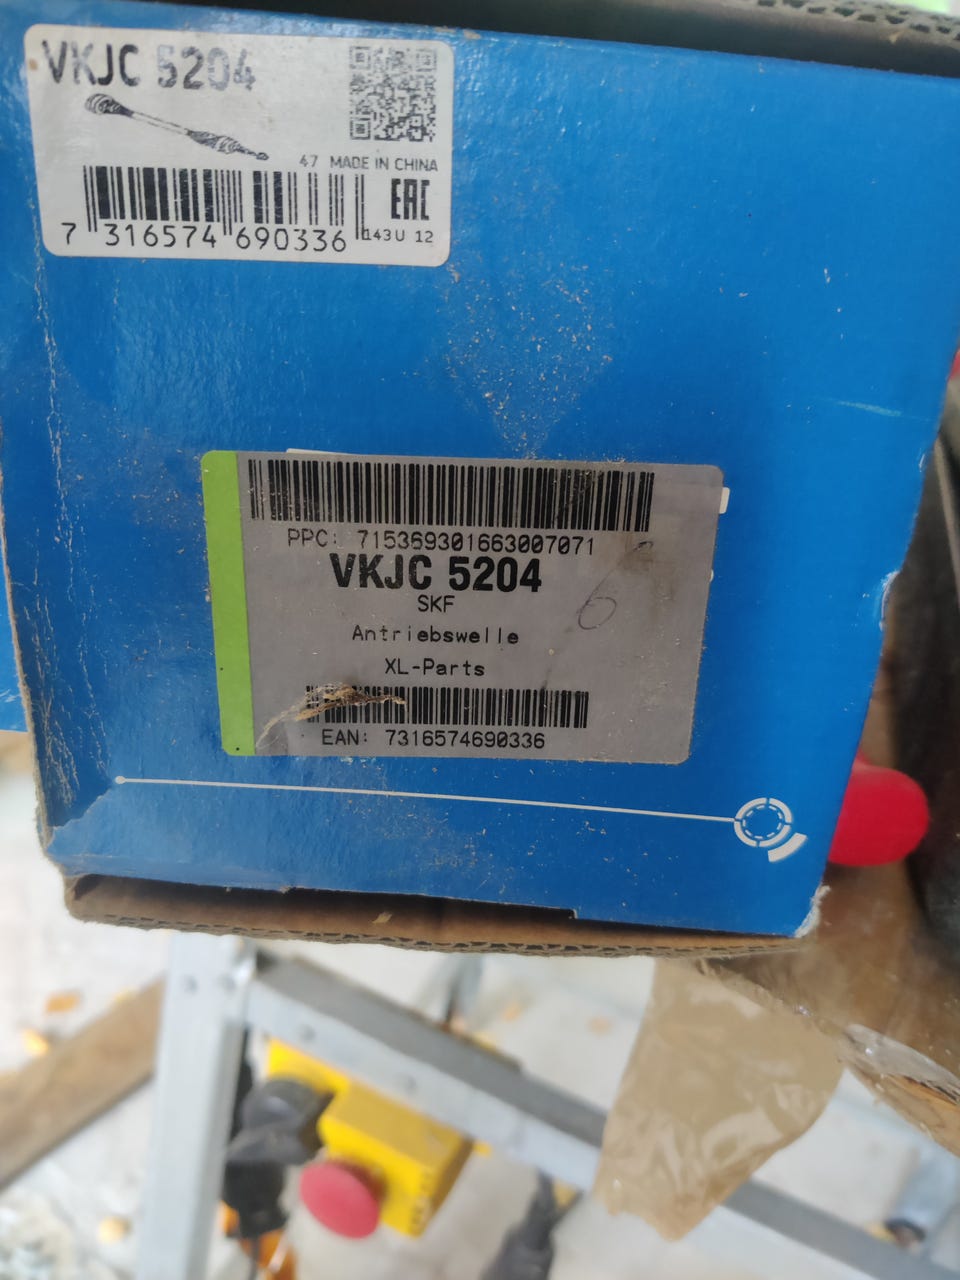 VKJC 5204
47 MADE IN CHINA
EAC
7 316574 690336
143U 12
PPC: 715369301663007071
VKJC 5204
SKF
6
Antriebswelle
XL-Parts
EAN: 7316574690336